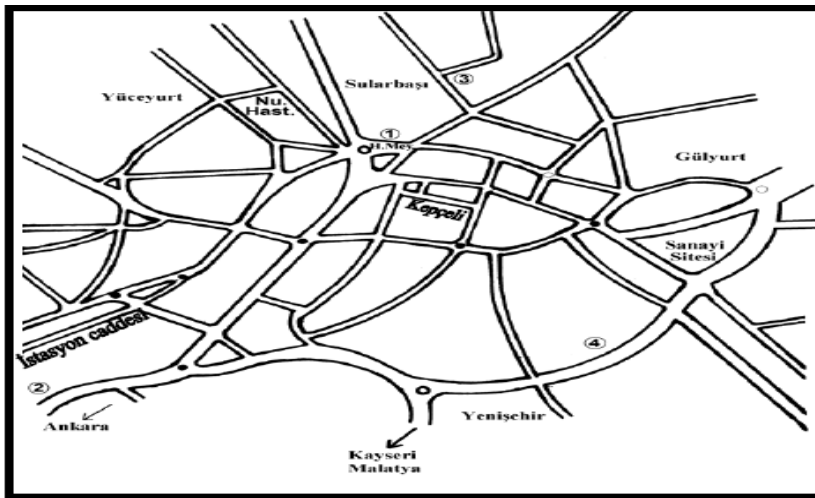 Sularbaşı
③
Yüceyurt
Nu.
Hast.
①
H.Mey.
Gülyurt
Kepçeli
Sanayi
Sitesi
İstasyon caddesi
④
②
Ankara
Yenişehir
Kayseri
Malatya